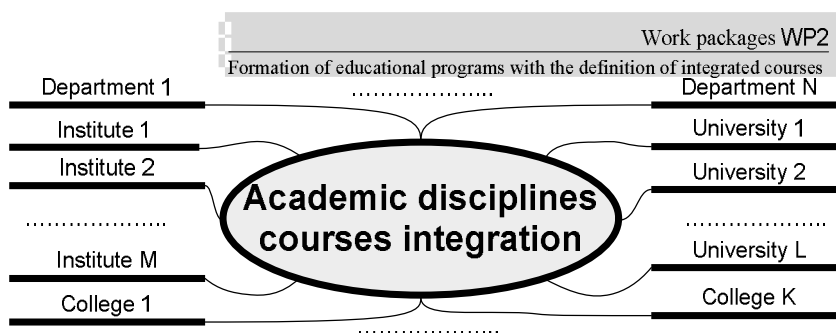 Work packages WP2
Formation of educational programs with the definition of integrated courses
Department 1
....................
Department N
Institute 1
University 1
Institute 2
University 2
Academic disciplines
courses integration
....................
....................
Institute M
University L
College 1
College K
....................